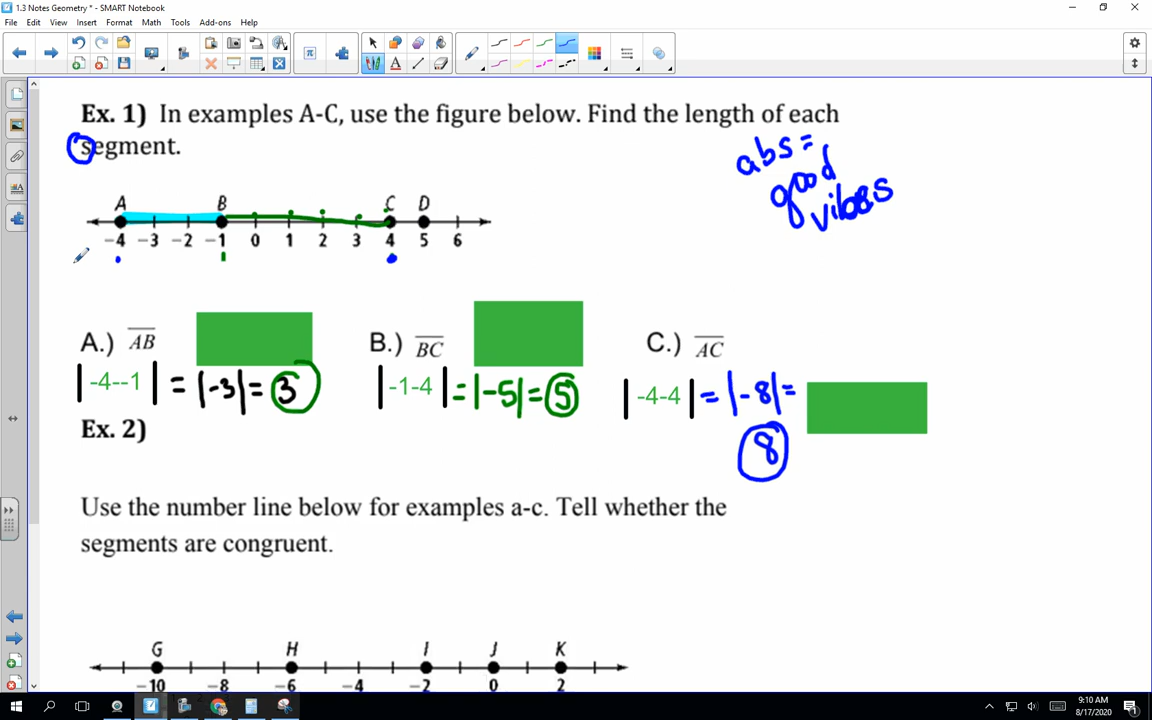 1.3 Notes Geometry * - SMART Notebook
File Edit View Insert Format Math Tools Add-ons Help
Ex. 1) In examples A-C, use the figure below. Find the length of each
segment.
abs =
good
vibes
A B C D
-4 -3 -2 -1 0 1 2 3 4 5 6
A.) AB B.) BC C.) AC
|-4--1| = |-3| = 3 |-1-4| = |-5| = 5 |-4-4| = |-8| =
8
Ex. 2)
Use the number line below for examples a-c. Tell whether the
segments are congruent.
G H I J K
-10 -8 -6 -4 -2 0 2
9:10 AM
8/17/2020